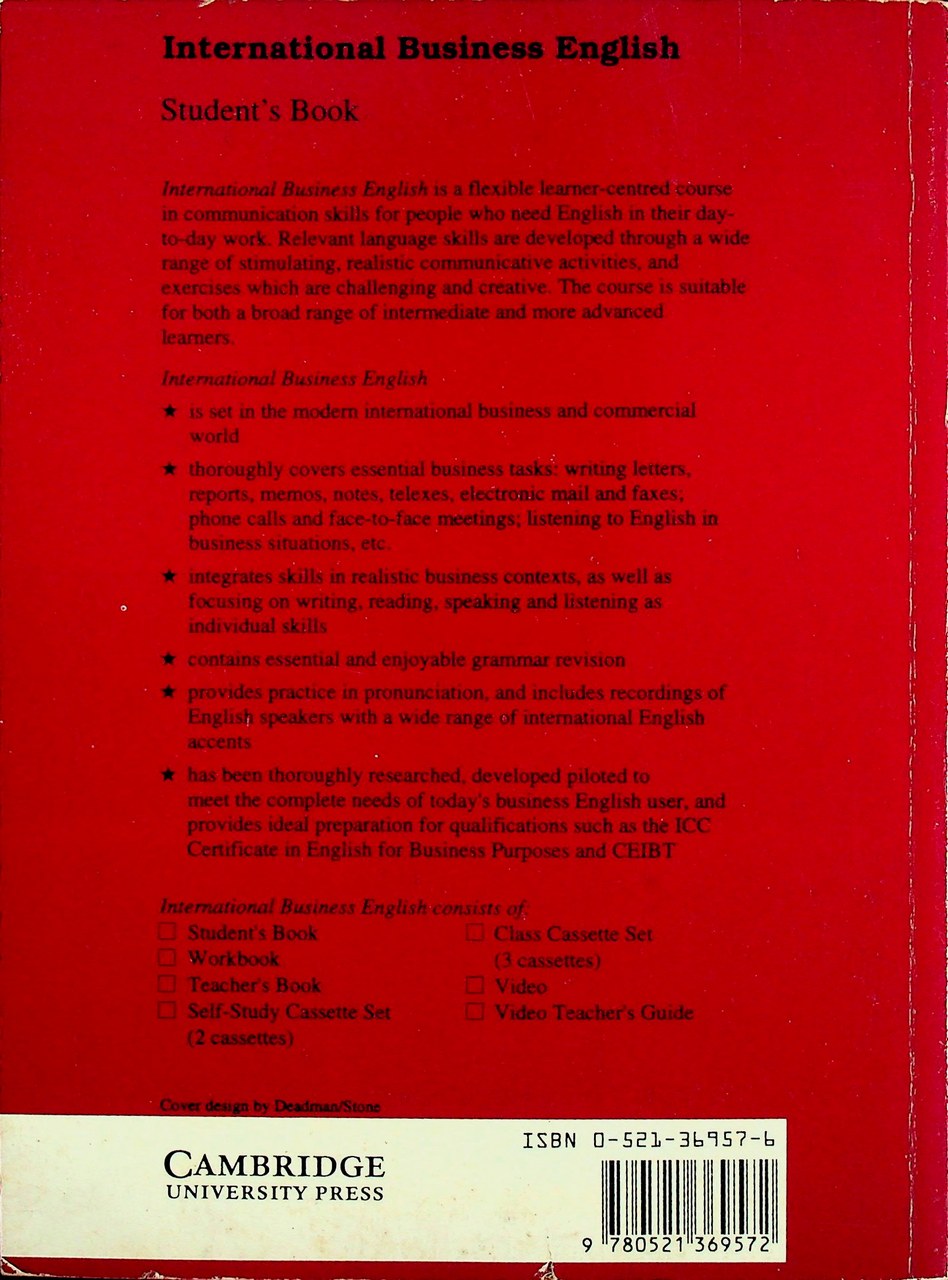 International Business English
Student's Book
International Business English is a flexible learner-centred course
in communication skills for people who need English in their day-
to-day work. Relevant language skills are developed through a wide
range of stimulating, realistic communicative activities, and
exercises which are challenging and creative. The course is suitable
for both a broad range of intermediate and more advanced
learners.
International Business English
★ is set in the modern international business and commercial
world
★ thoroughly covers essential business tasks: writing letters,
reports, memos, notes, telexes, electronic mail and faxes;
phone calls and face-to-face meetings; listening to English in
business situations, etc.
★ integrates skills in realistic business contexts, as well as
focusing on writing, reading, speaking and listening as
individual skills
★ contains essential and enjoyable grammar revision
★ provides practice in pronunciation, and includes recordings of
English speakers with a wide range of international English
accents
★ has been thoroughly researched, developed piloted to
meet the complete needs of today's business English user, and
provides ideal preparation for qualifications such as the ICC
Certificate in English for Business Purposes and CEIBT
International Business English consists of:
□ Student's Book
□ Workbook
□ Teacher's Book
□ Self-Study Cassette Set
(2 cassettes)
□ Class Cassette Set
(3 cassettes)
□ Video
□ Video Teacher's Guide
Cover design by Deadman/Stone
CAMBRIDGE
UNIVERSITY PRESS
ISBN 0-521-36957-6
9 780521 369572